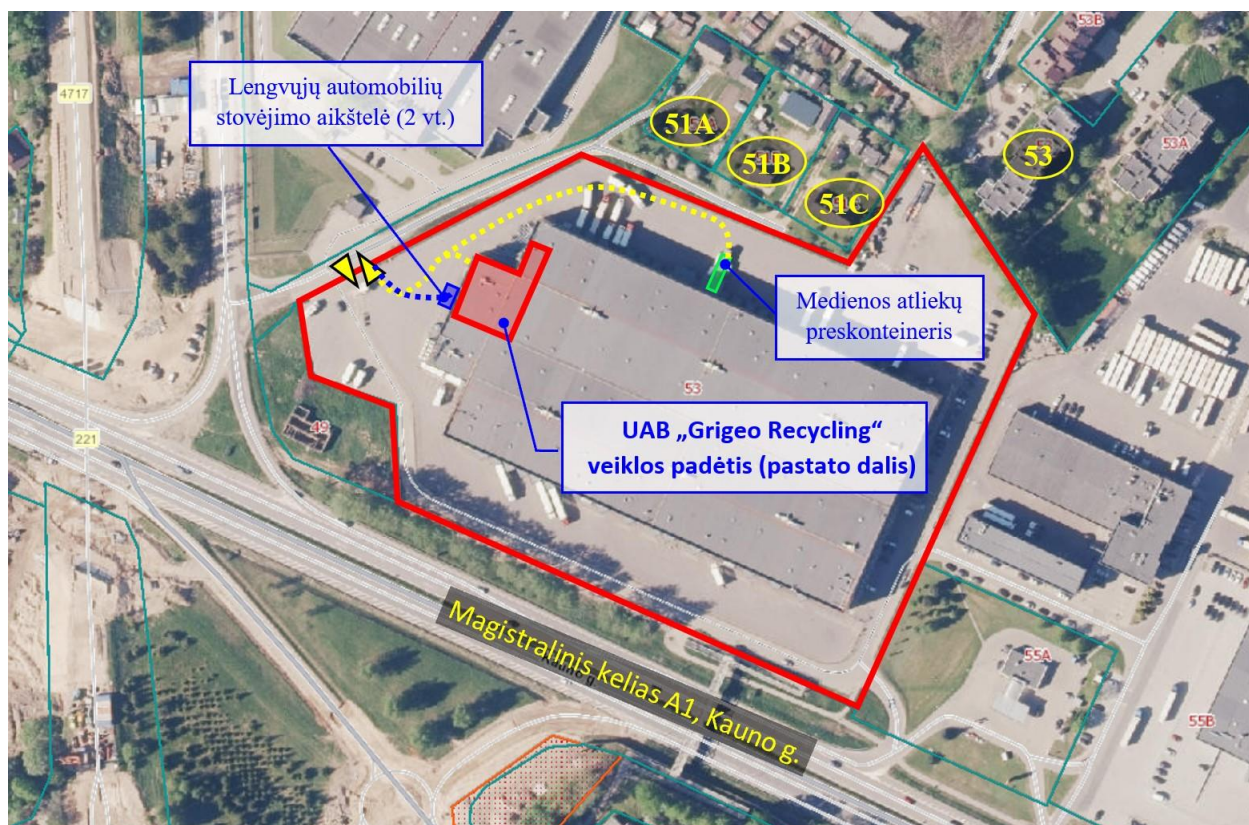 53B
4717
Lengvųjų automobilių
stovėjimo aikštelė (2 vt.)
51A
51B
51C
53
53A
Medienos atliekų
preskonteineris
53
UAB „Grigeo Recycling“
veiklos padėtis (pastato dalis)
49
221
Magistralinis kelias A1, Kauno g.
55A
55B